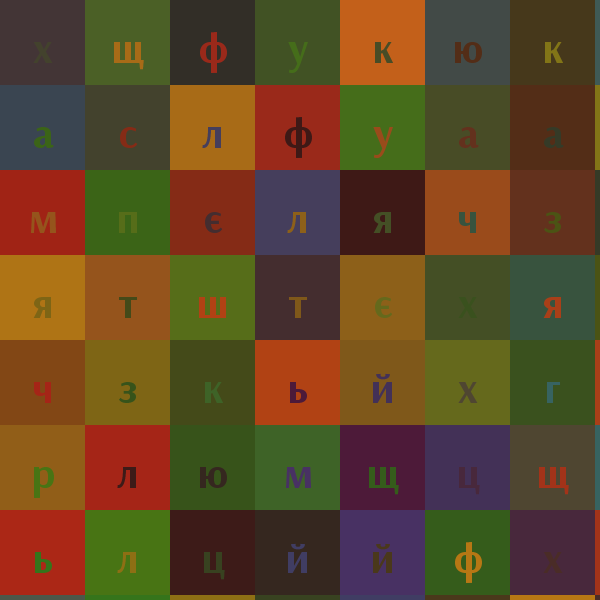 х щ ф у к ю к
а с л ф у а а
м п є л я ч з
я т ш т є х я
ч з к ь й х г
р л ю м щ ц щ
ь л ц й й ф х